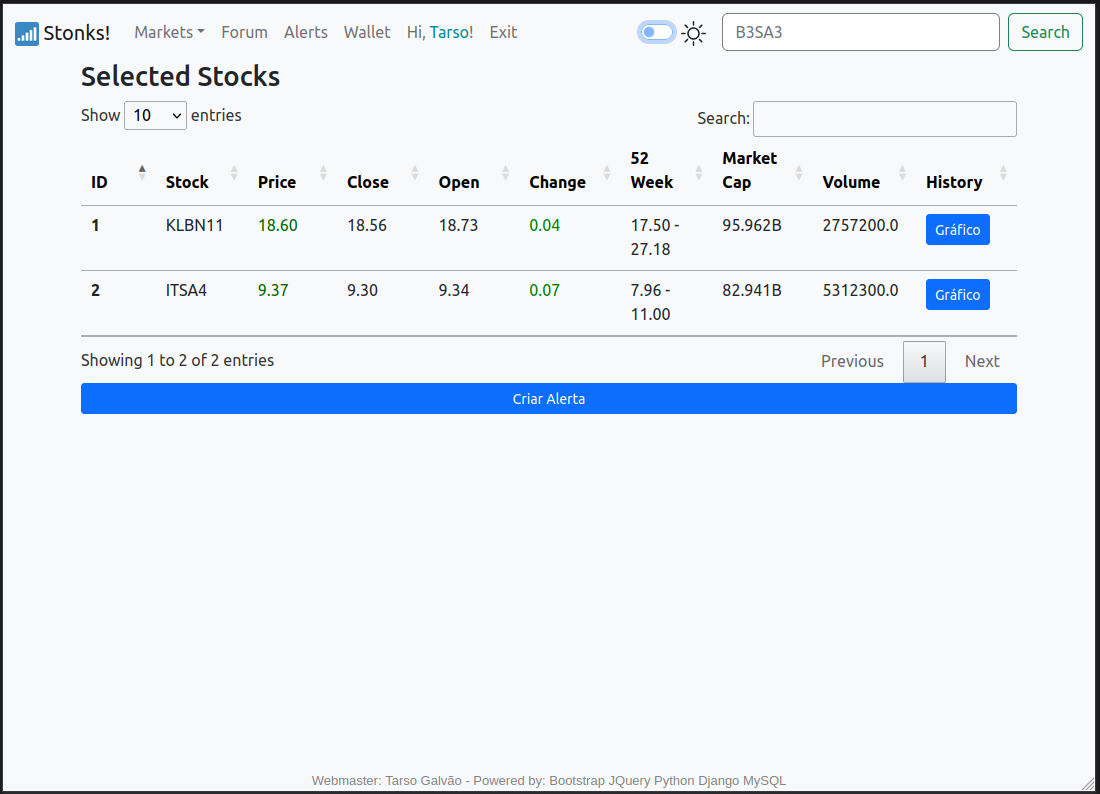 Stonks! Markets Forum Alerts Wallet Hi, Tarso! Exit B3SA3 Search
Selected Stocks
Show 10 entries Search:
ID Stock Price Close Open Change 52 Week Market Cap Volume History
1 KLBN11 18.60 18.56 18.73 0.04 17.50 - 27.18 95.962B 2757200.0 Gráfico
2 ITSA4 9.37 9.30 9.34 0.07 7.96 - 11.00 82.941B 5312300.0 Gráfico
Showing 1 to 2 of 2 entries Previous 1 Next
Criar Alerta
Webmaster: Tarso Galvão - Powered by: Bootstrap JQuery Python Django MySQL